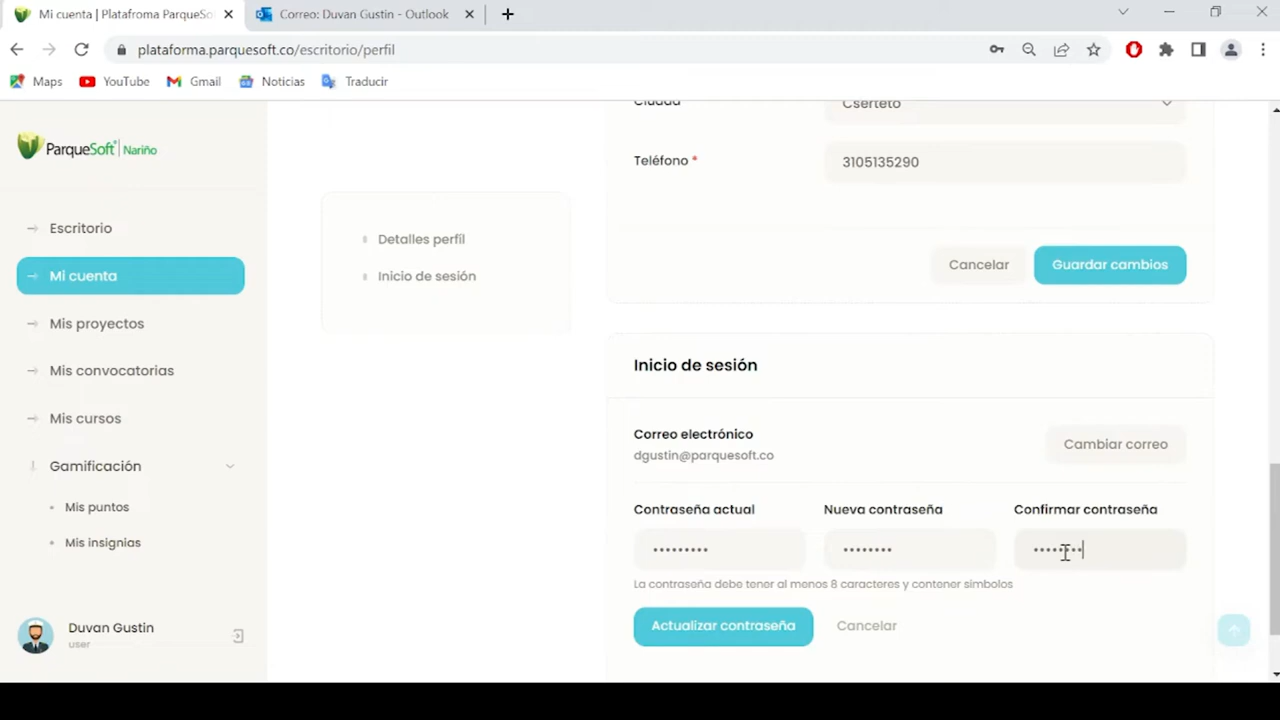 Mi cuenta | Platafroma ParqueSo
Correo: Duvan Gustin - Outlook
plataforma.parquesoft.co/escritorio/perfil
Maps
YouTube
Gmail
Noticias
Traducir
ParqueSoft | Nariño
Escritorio
Mi cuenta
Mis proyectos
Mis convocatorias
Mis cursos
Gamificación
Mis puntos
Mis insignias
Duvan Gustin
user
Detalles perfil
Inicio de sesión
Ciudad
Cserteto
Teléfono *
3105135290
Cancelar
Guardar cambios
Inicio de sesión
Correo electrónico
dgustin@parquesoft.co
Cambiar correo
Contraseña actual
Nueva contraseña
Confirmar contraseña
•••••••••
••••••••
••••••••
La contraseña debe tener al menos 8 caracteres y contener símbolos
Actualizar contraseña
Cancelar